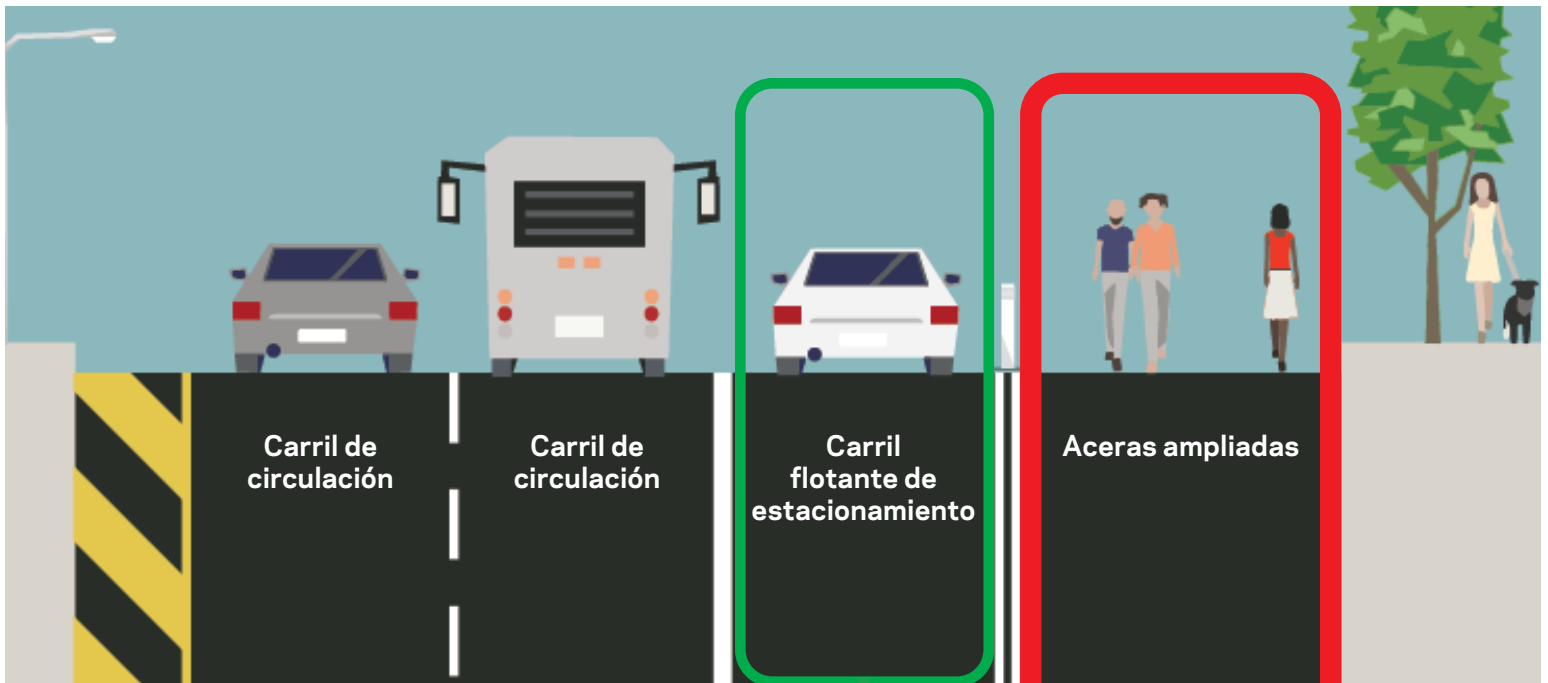 Carril de
circulación
Carril de
circulación
Carril
flotante de
estacionamiento
Aceras ampliadas